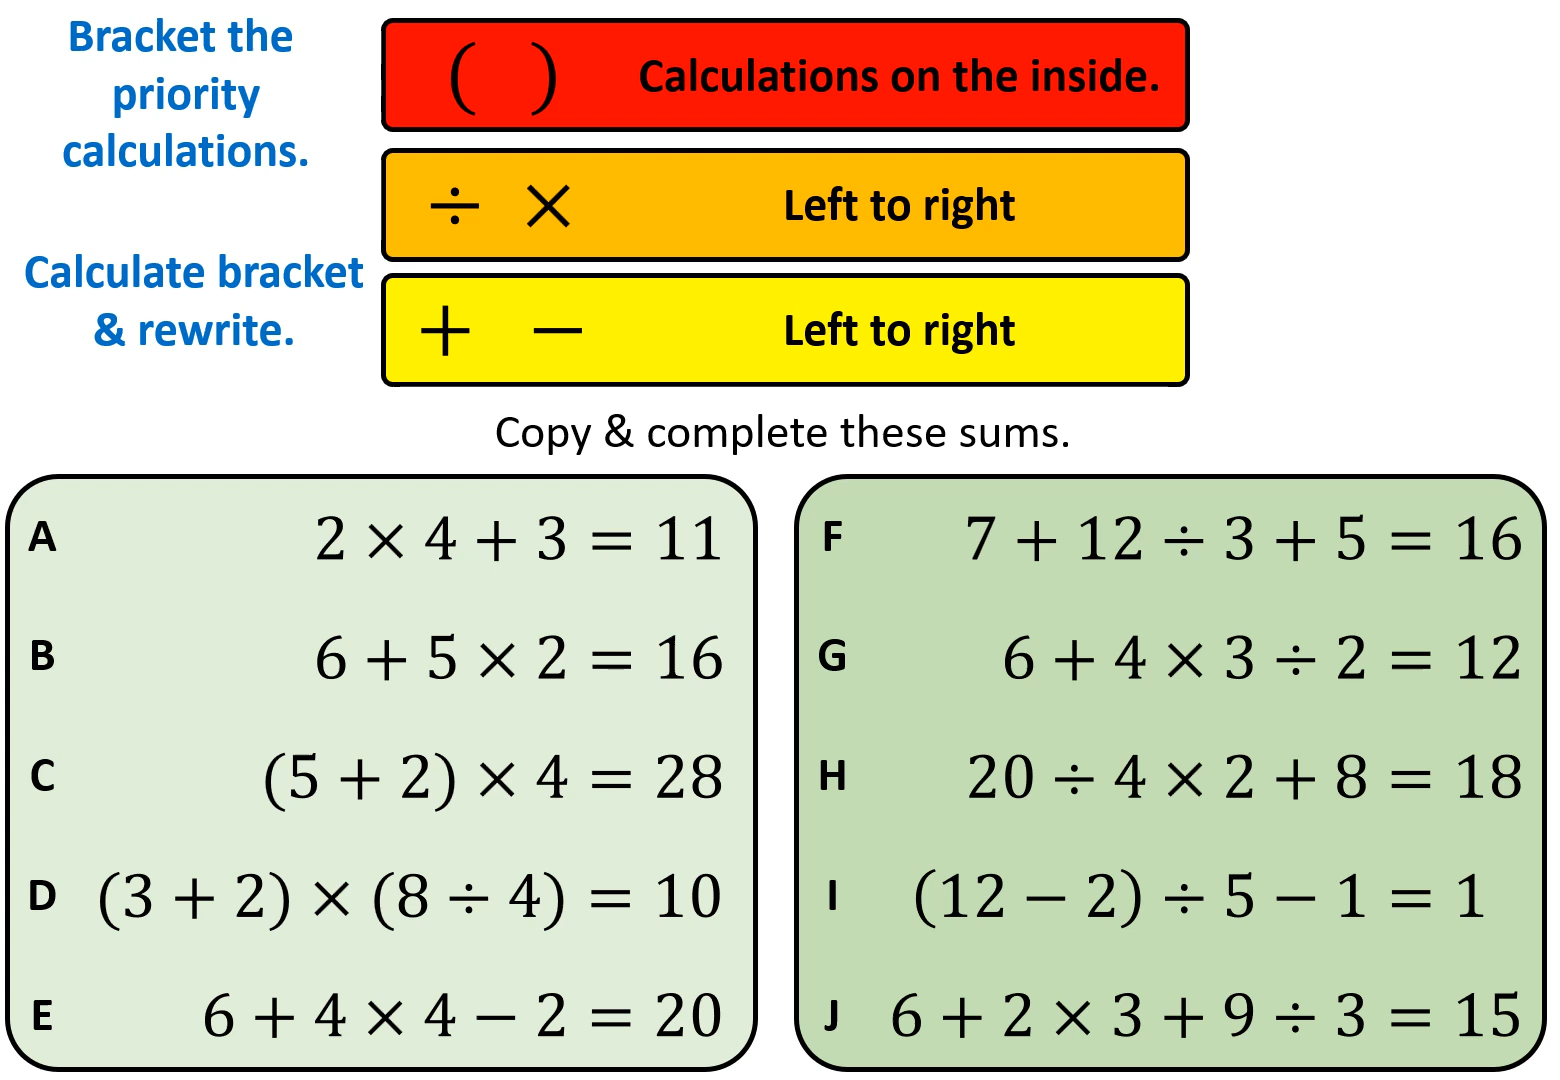 Bracket the
priority
calculations.
Calculate bracket
& rewrite.
( ) Calculations on the inside.
÷ × Left to right
+ − Left to right
Copy & complete these sums.
A 2 × 4 + 3 = 11
B 6 + 5 × 2 = 16
C (5 + 2) × 4 = 28
D (3 + 2) × (8 ÷ 4) = 10
E 6 + 4 × 4 − 2 = 20
F 7 + 12 ÷ 3 + 5 = 16
G 6 + 4 × 3 ÷ 2 = 12
H 20 ÷ 4 × 2 + 8 = 18
I (12 − 2) ÷ 5 − 1 = 1
J 6 + 2 × 3 + 9 ÷ 3 = 15